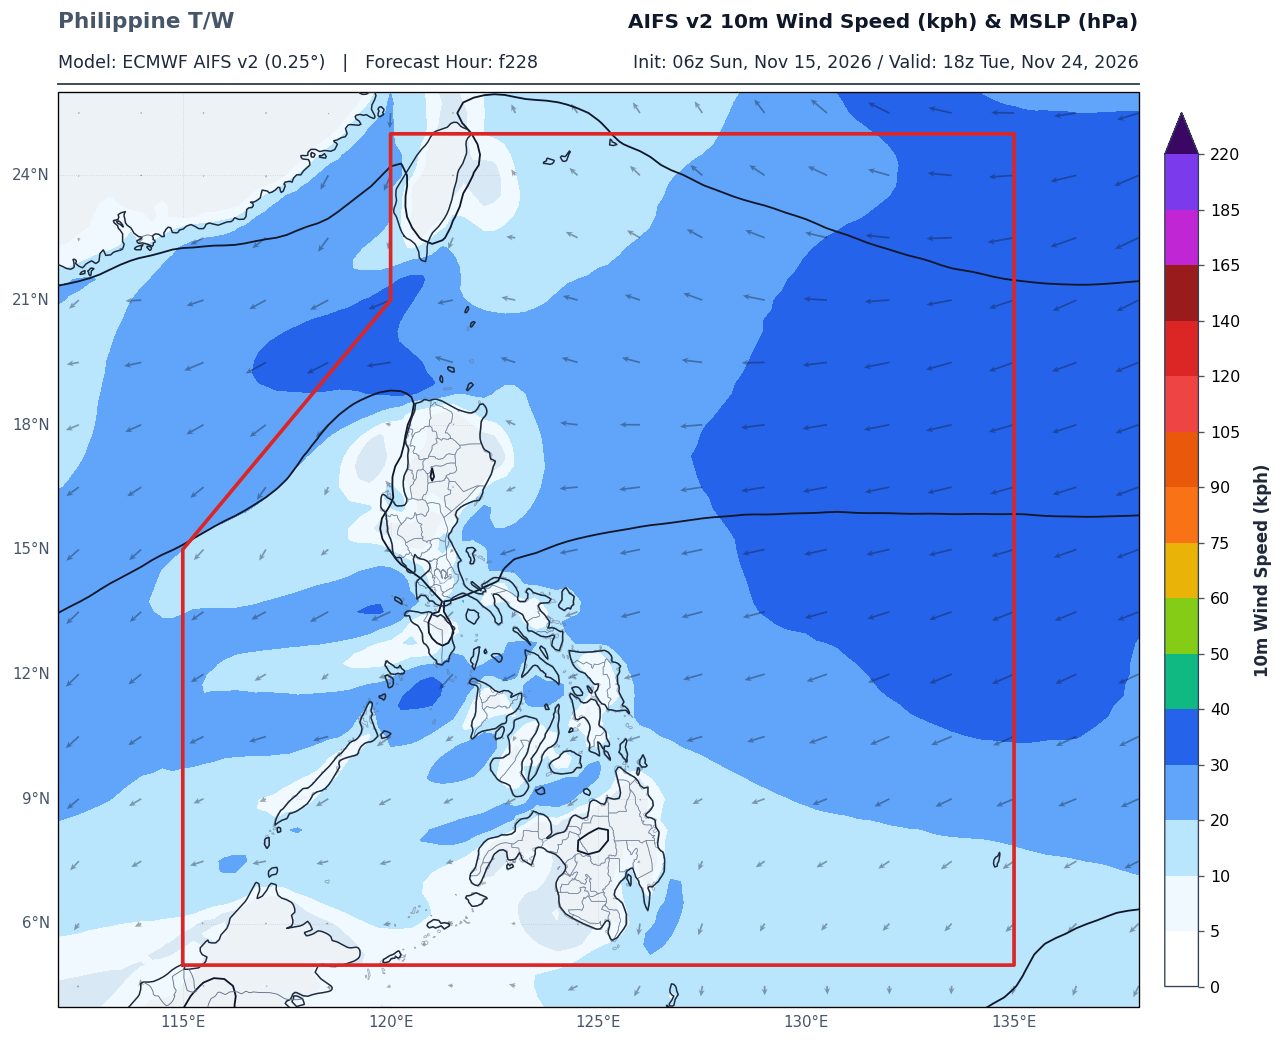 Philippine T/W
AIFS v2 10m Wind Speed (kph) & MSLP (hPa)
Model: ECMWF AIFS v2 (0.25°) | Forecast Hour: f228
Init: 06z Sun, Nov 15, 2026 / Valid: 18z Tue, Nov 24, 2026
24°N
21°N
18°N
15°N
12°N
9°N
6°N
115°E
120°E
125°E
130°E
135°E
220
185
165
140
120
105
90
75
60
50
40
30
20
10
5
0
10m Wind Speed (kph)